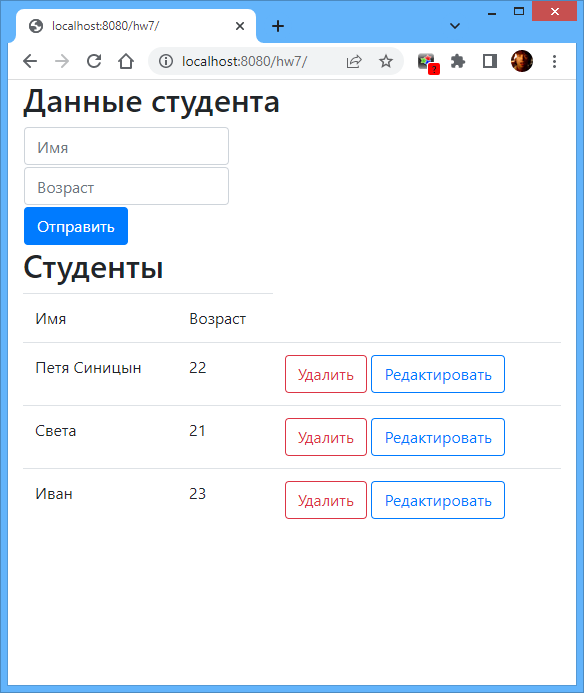 localhost:8080/hw7/
localhost:8080/hw7/
Данные студента
Имя
Возраст
Отправить
Студенты
Имя Возраст
Петя Синицын 22 Удалить Редактировать
Света 21 Удалить Редактировать
Иван 23 Удалить Редактировать